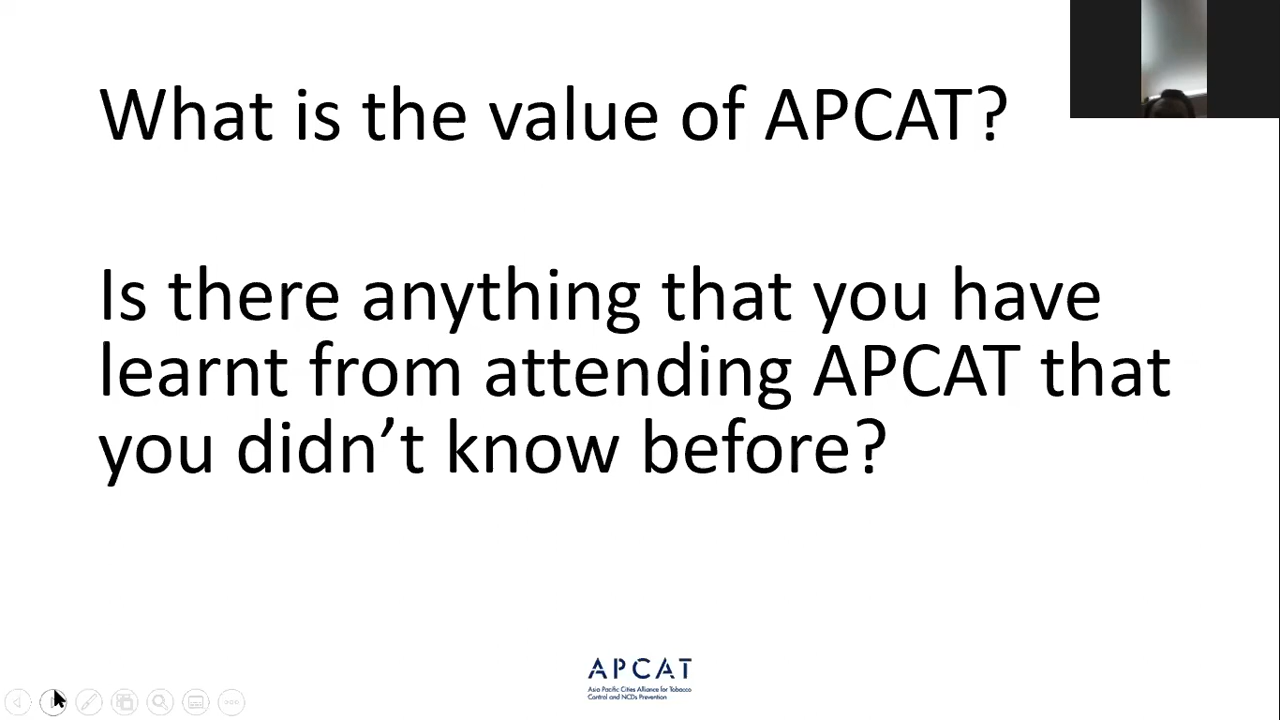 What is the value of APCAT?
Is there anything that you have
learnt from attending APCAT that
you didn’t know before?
APCAT
Asia Pacific Cities Alliance for Tobacco
Control and NCDs Prevention